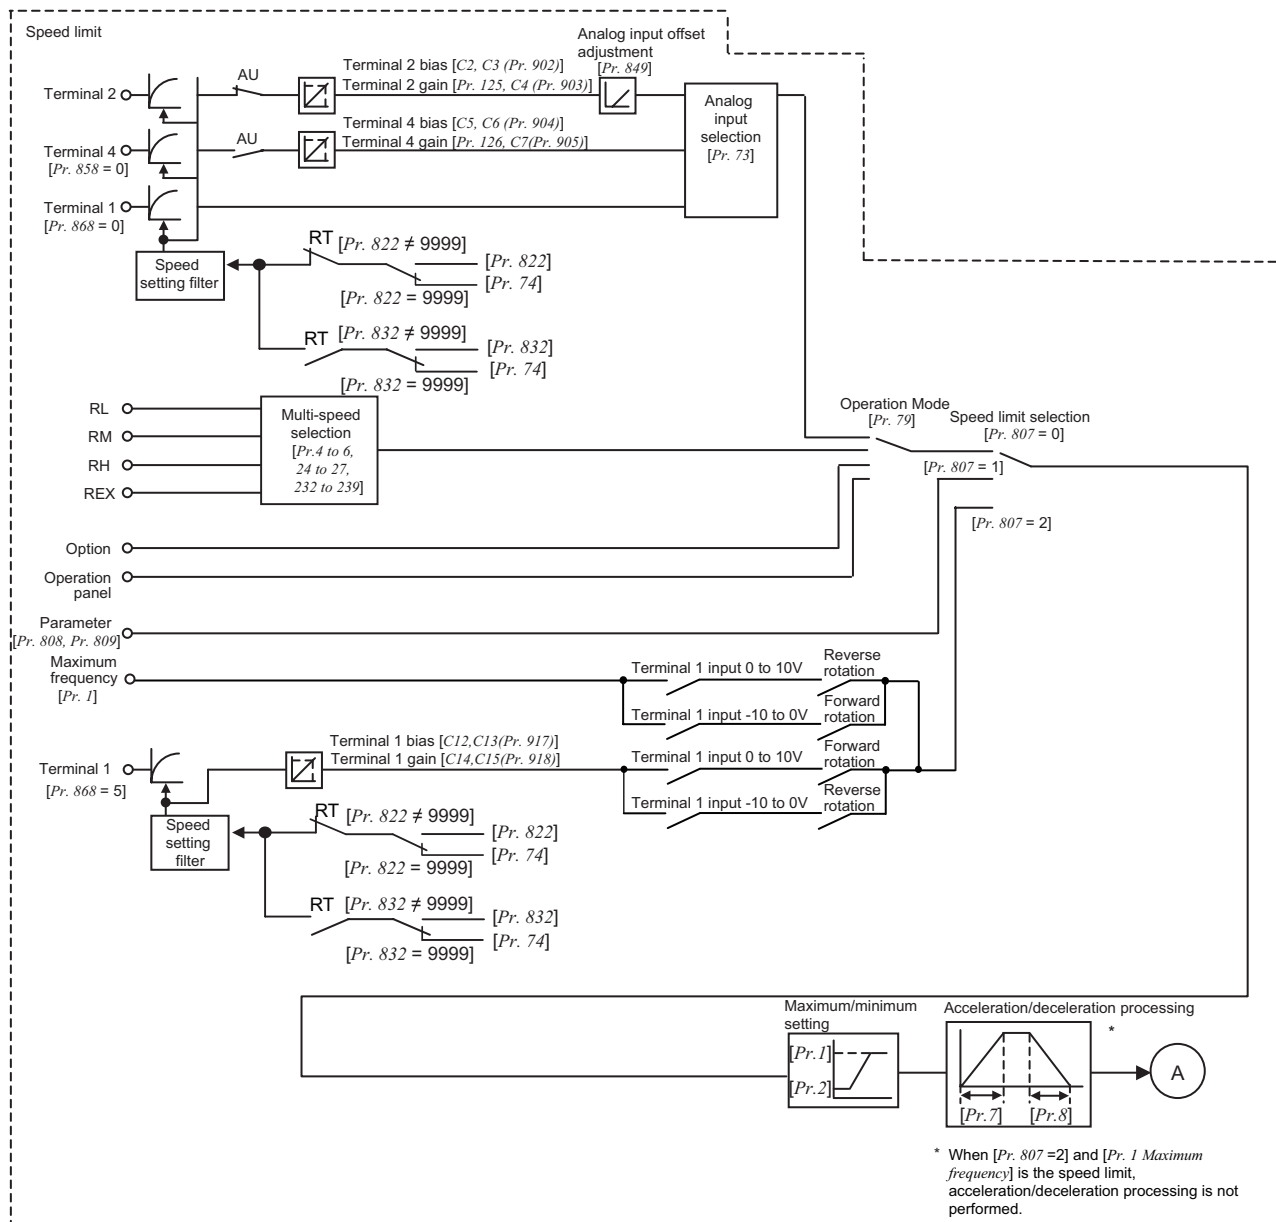 Speed limit
Analog input offset
adjustment
[Pr. 849]
Terminal 2 bias [C2, C3 (Pr. 902)]
Terminal 2 gain [Pr. 125, C4 (Pr. 903)]
Terminal 2
AU
Terminal 4 bias [C5, C6 (Pr. 904)]
Terminal 4 gain [Pr. 126, C7(Pr. 905)]
Terminal 4
[Pr. 858 = 0]
AU
Analog
input
selection
[Pr. 73]
Terminal 1
[Pr. 868 = 0]
Speed
setting filter
RT
[Pr. 822 ≠ 9999]
[Pr. 822]
[Pr. 74]
[Pr. 822 = 9999]
RT
[Pr. 832 ≠ 9999]
[Pr. 832]
[Pr. 74]
[Pr. 832 = 9999]
RL
RM
RH
REX
Multi-speed
selection
[Pr.4 to 6,
24 to 27,
232 to 239]
Operation Mode
[Pr. 79]
Speed limit selection
[Pr. 807 = 0]
[Pr. 807 = 1]
[Pr. 807 = 2]
Option
Operation
panel
Parameter
[Pr. 808, Pr. 809]
Maximum
frequency
[Pr. 1]
Terminal 1 input 0 to 10V
Reverse
rotation
Terminal 1 input -10 to 0V
Forward
rotation
Terminal 1 bias [C12,C13(Pr. 917)]
Terminal 1 gain [C14,C15(Pr. 918)]
Terminal 1 input 0 to 10V
Forward
rotation
Terminal 1 input -10 to 0V
Reverse
rotation
Terminal 1
[Pr. 868 = 5]
Speed
setting
filter
RT
[Pr. 822 ≠ 9999]
[Pr. 822]
[Pr. 74]
[Pr. 822 = 9999]
RT
[Pr. 832 ≠ 9999]
[Pr. 832]
[Pr. 74]
[Pr. 832 = 9999]
Maximum/minimum
setting
[Pr.1]
[Pr.2]
Acceleration/deceleration processing
*
[Pr.7]
[Pr.8]
A
* When [Pr. 807 =2] and [Pr. 1 Maximum
frequency] is the speed limit,
acceleration/deceleration processing is not
performed.